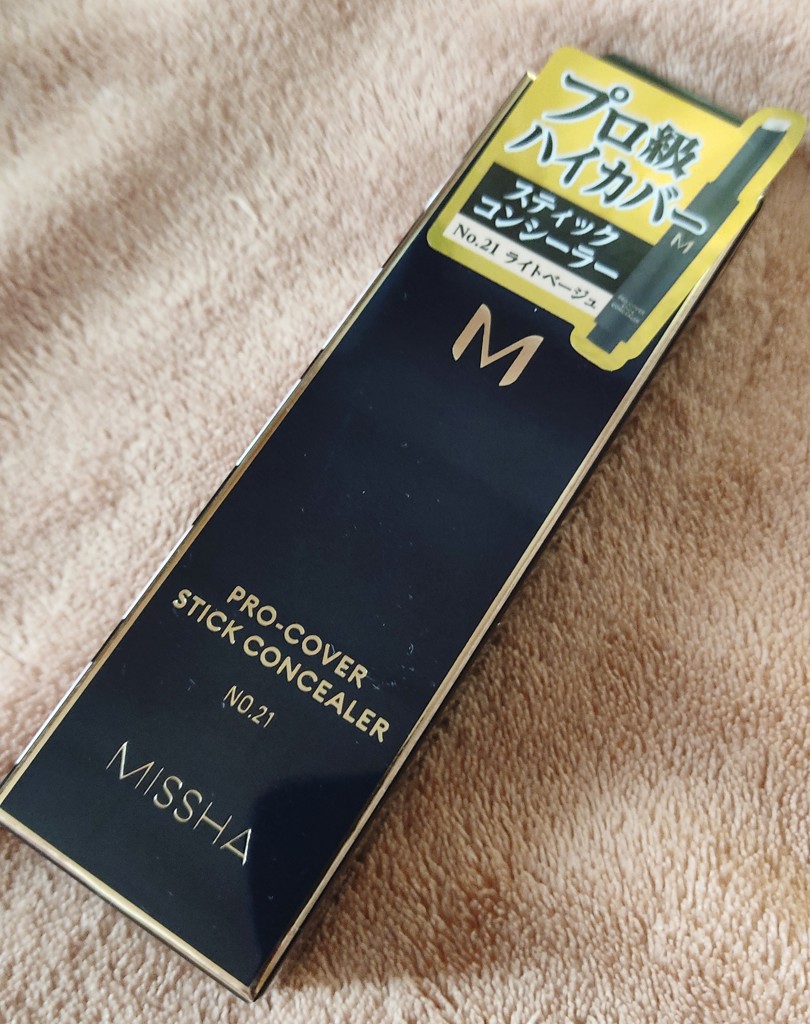 プロ級
ハイカバー
スティック
コンシーラー
No.21 ライトベージュ
M
M
PRO-COVER
STICK CONCEALER
NO.21
MISSHA